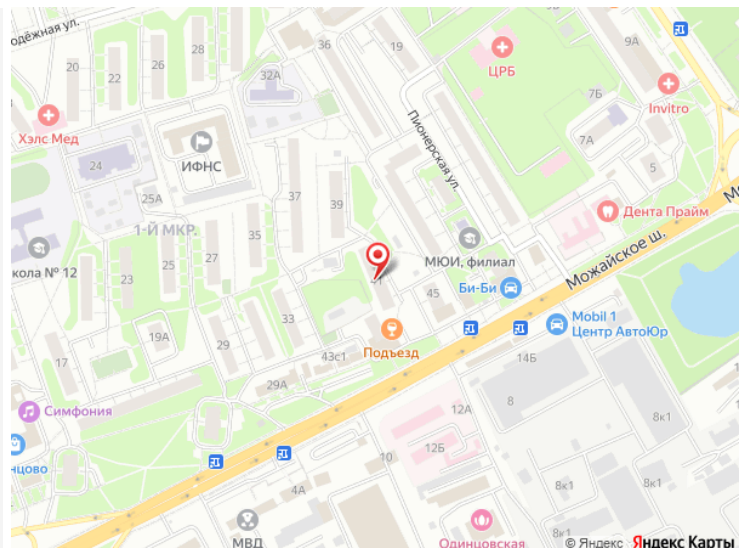 одёжная ул.
36
19
9А
28
26
20
22
32А
ЦРБ
7Б
Invitro
Хэлс Мед
24
ИФНС
Пионерская ул.
7А
5
25А
37
39
1-Й МКР.
Дента Прайм
кола № 12
23
25
27
МЮИ, филиал
Можайское ш.
Би-Би
45
33
Mobil 1
Центр АвтоЮр
19А
29
17
43с1
Подъезд
14Б
29А
8
8к1
12А
Симфония
8к1
12Б
нцово
10
8к1
4А
8к1
МВД
Одинцовская
© Яндекс Яндекс Карты